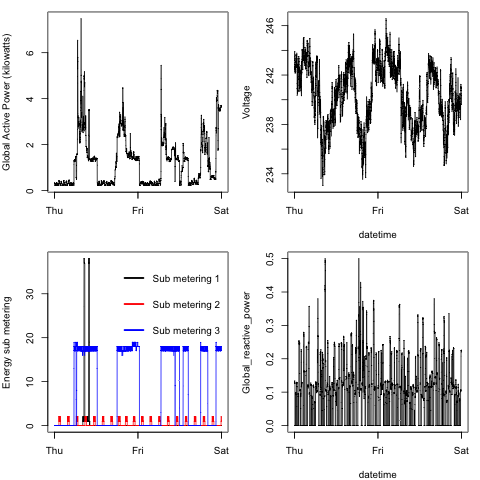 Global Active Power (kilowatts)
0
2
4
6
Thu
Fri
Sat
Voltage
234
238
242
246
Thu
Fri
Sat
datetime
Energy sub metering
0
10
20
30
Sub metering 1
Sub metering 2
Sub metering 3
Thu
Fri
Sat
Global_reactive_power
0.0
0.1
0.2
0.3
0.4
0.5
Thu
Fri
Sat
datetime